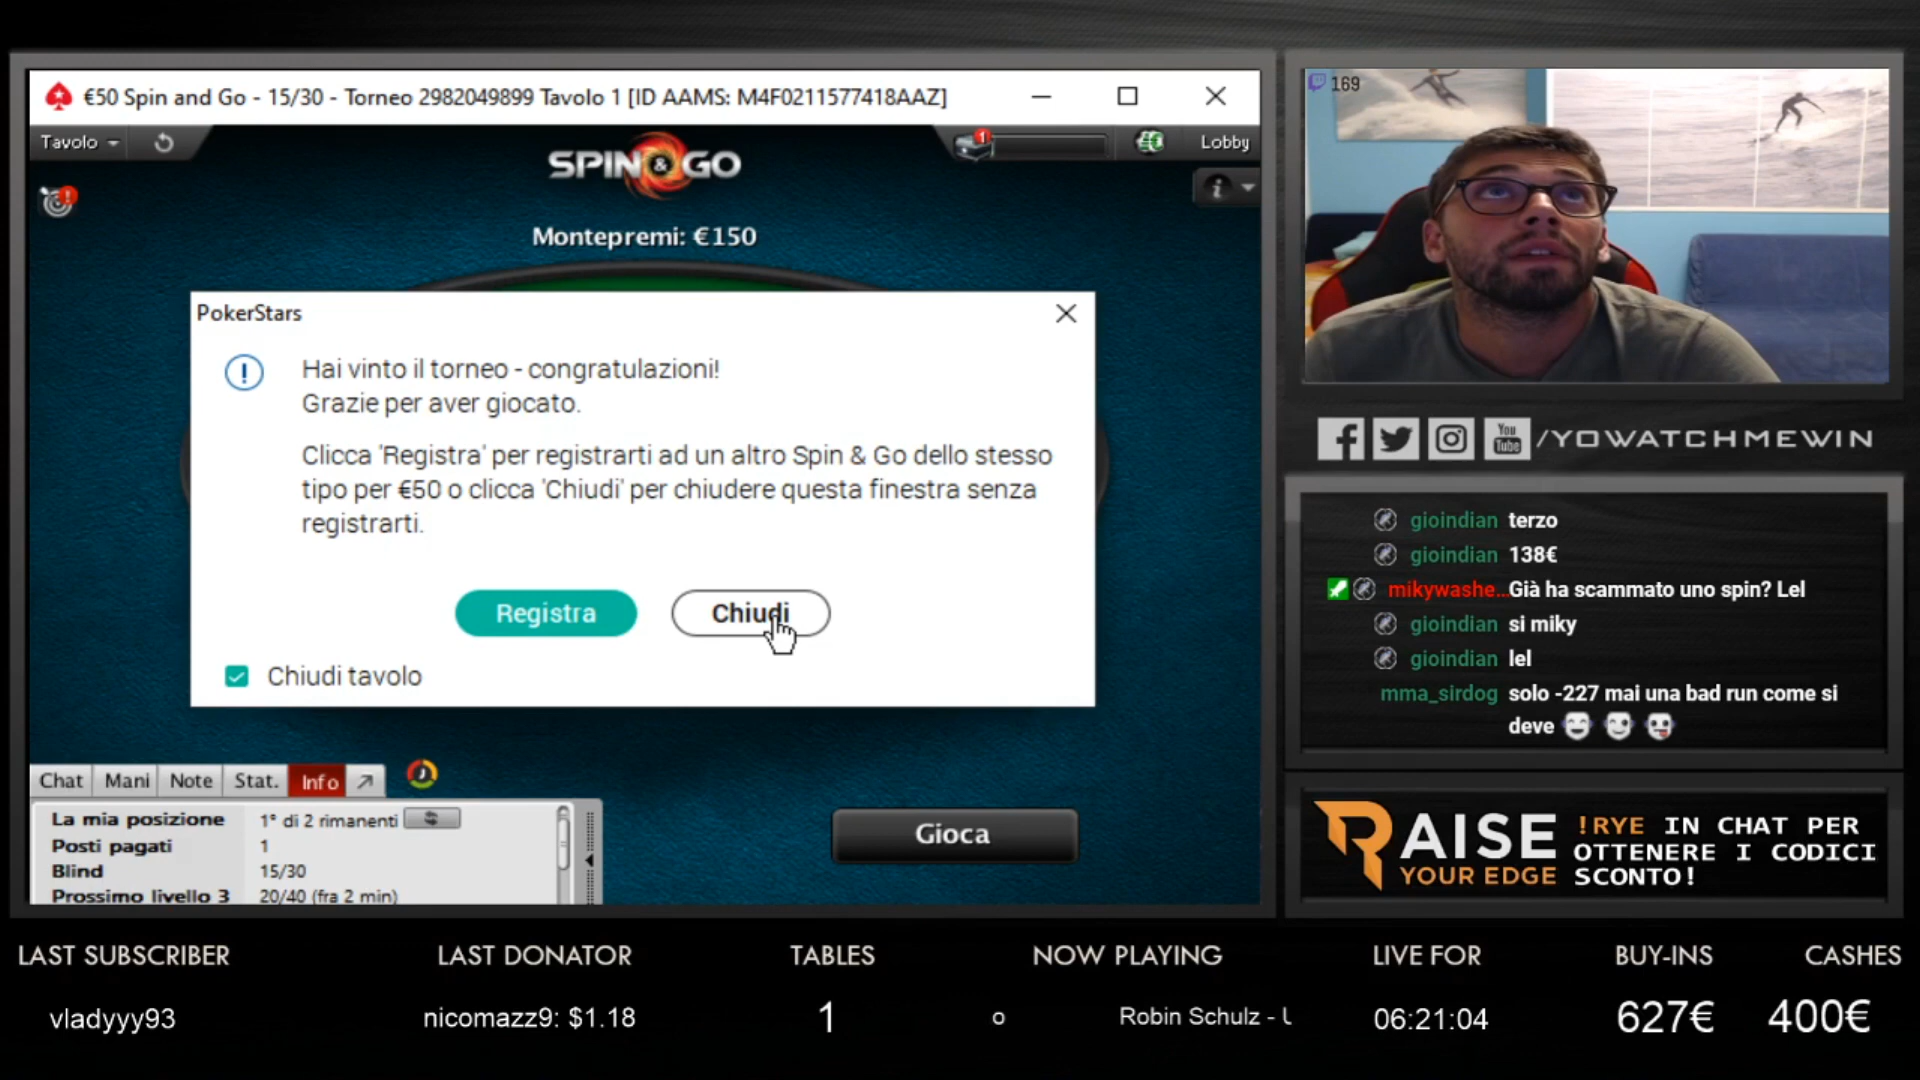 €50 Spin and Go - 15/30 - Torneo 2982049899 Tavolo 1 [ID AAMS: M4F0211577418AAZ]
Tavolo
1
Lobby
SPIN & GO
Montepremi: €150
PokerStars
Hai vinto il torneo - congratulazioni!
Grazie per aver giocato.
Clicca 'Registra' per registrarti ad un altro Spin & Go dello stesso
tipo per €50 o clicca 'Chiudi' per chiudere questa finestra senza
registrarti.
Registra
Chiudi
Chiudi tavolo
Chat
Mani
Note
Stat.
Info
La mia posizione 1° di 2 rimanenti
Posti pagati 1
Blind 15/30
Prossimo livello 3 20/40 (fra 2 min)
Gioca
169
You Tube /YOWATCHMEWIN
gioindian terzo
gioindian 138€
mikywashe...Già ha scammato uno spin? Lel
gioindian si miky
gioindian lel
mma_sirdog solo -227 mai una bad run come si
deve
RAISE
YOUR EDGE
!RYE IN CHAT PER
OTTENERE I CODICI
SCONTO!
LAST SUBSCRIBER
vladyyy93
LAST DONATOR
nicomazz9: $1.18
TABLES
1
NOW PLAYING
o Robin Schulz -
LIVE FOR
06:21:04
BUY-INS
627€
CASHES
400€